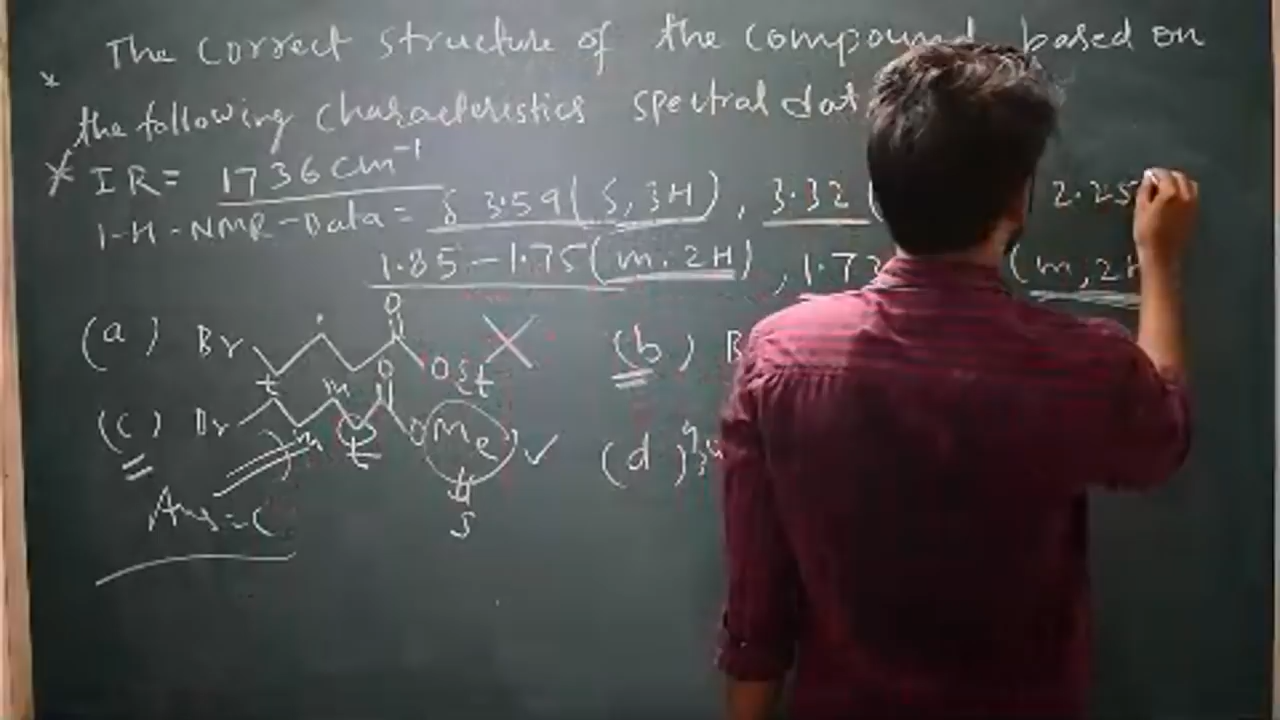 * The correct structure of the compound based on
the following characteristics spectral dat
* IR = 1736 cm⁻¹
1-H-NMR-Data = δ 3.59 (s, 3H), 3.32 ( 2.25
1.85-1.75 (m, 2H), 1.72 (m, 2H
(a) Br O OEt (b) B
(c) Br t m m t O OMe ✓ (d)
s
Ans = C